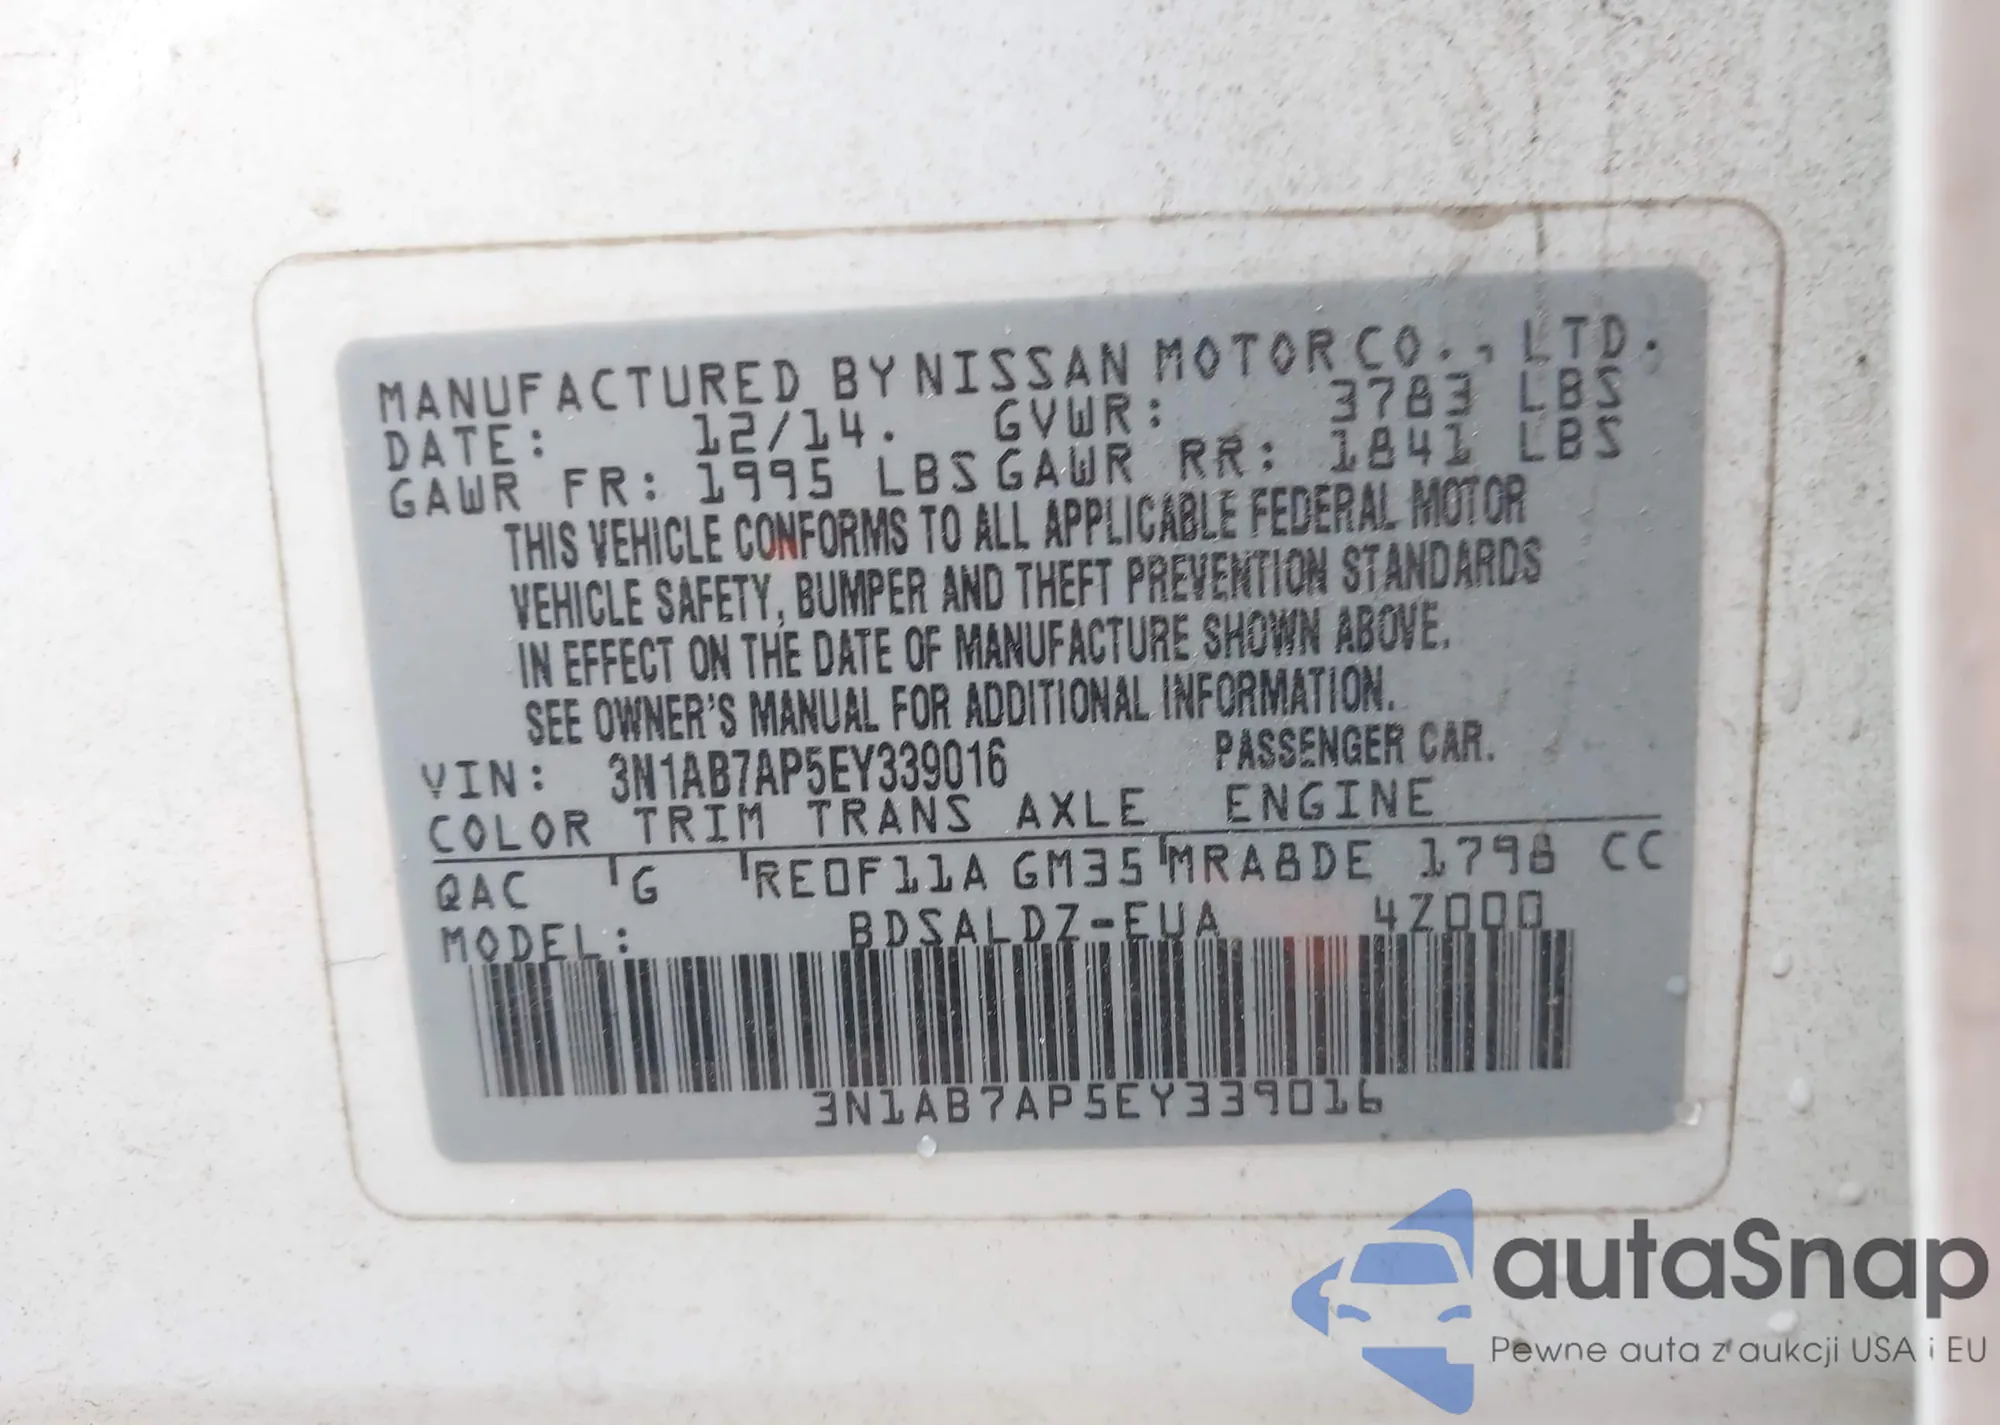 MANUFACTURED BY NISSAN MOTOR CO., LTD.
DATE: 12/14. GVWR: 3783 LBS
GAWR FR: 1995 LBS GAWR RR: 1841 LBS
THIS VEHICLE CONFORMS TO ALL APPLICABLE FEDERAL MOTOR
VEHICLE SAFETY, BUMPER AND THEFT PREVENTION STANDARDS
IN EFFECT ON THE DATE OF MANUFACTURE SHOWN ABOVE.
SEE OWNER'S MANUAL FOR ADDITIONAL INFORMATION.
VIN: 3N1AB7AP5EY339016 PASSENGER CAR.
COLOR TRIM TRANS AXLE ENGINE
QAC G RE0F11A GM35 MRA8DE 1798 CC
MODEL: BDSALDZ-EUA 4Z000
3N1AB7AP5EY339016
autaSnap
Pewne auta z aukcji USA i EU